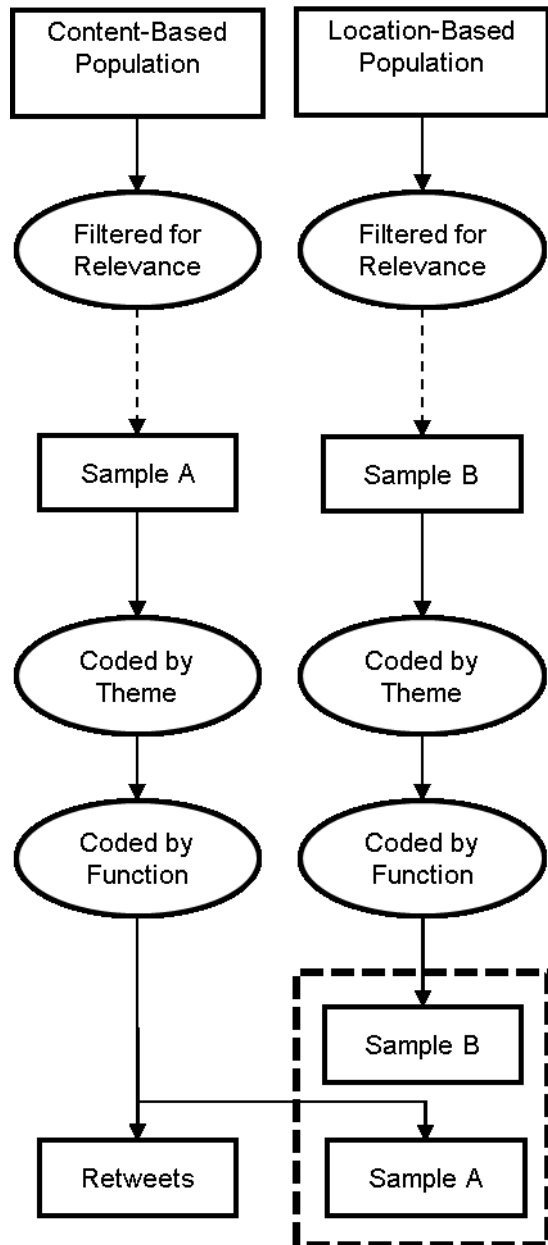 Content-Based
Population
Location-Based
Population
Filtered for
Relevance
Filtered for
Relevance
Sample A
Sample B
Coded by
Theme
Coded by
Theme
Coded by
Function
Coded by
Function
Sample B
Retweets
Sample A